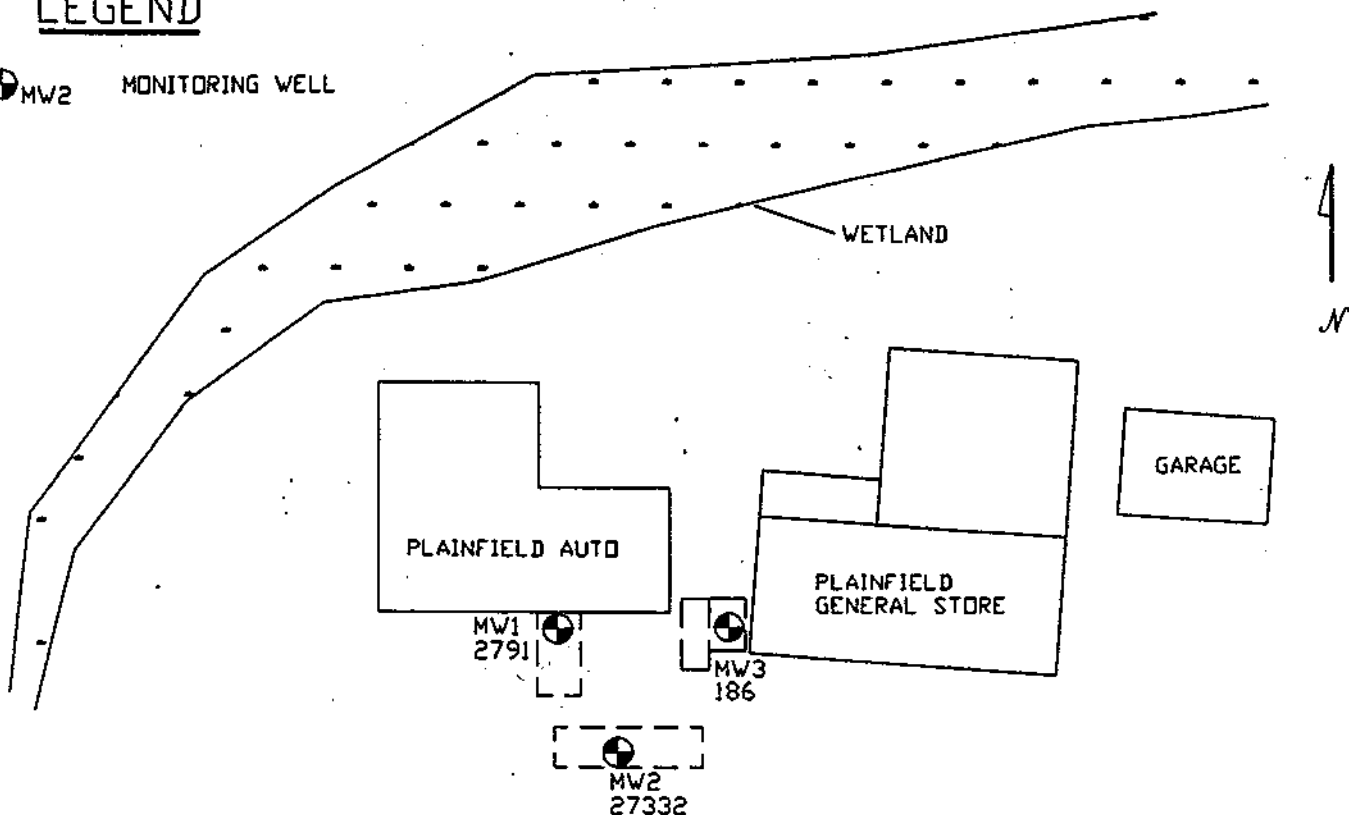 LEGEND
MW2 MONITORING WELL
WETLAND
N
GARAGE
PLAINFIELD AUTO
PLAINFIELD
GENERAL STORE
MW1
2791
MW3
186
MW2
27332